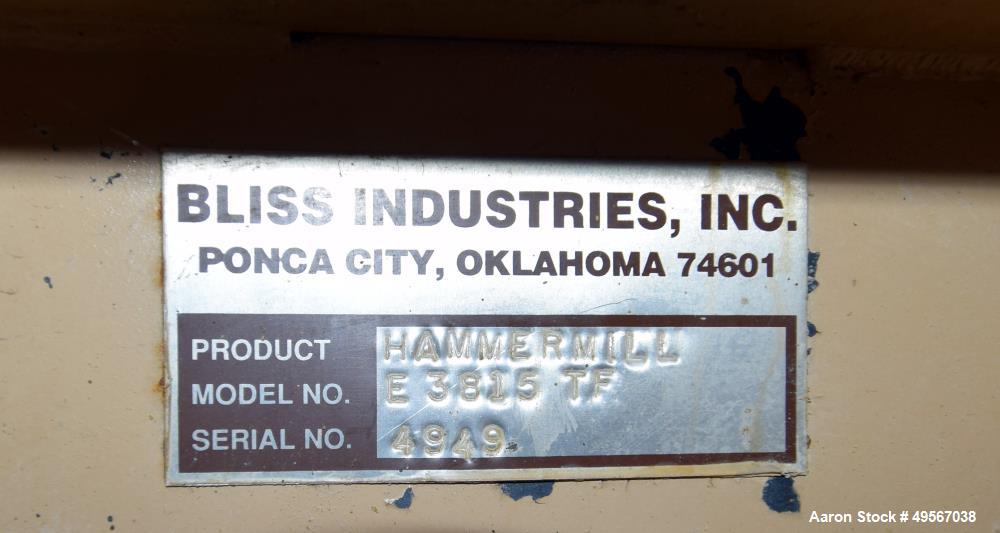 BLISS INDUSTRIES, INC.
PONCA CITY, OKLAHOMA 74601
PRODUCT HAMMERMILL
MODEL NO. E 3815 TF
SERIAL NO. 4949
Aaron Stock # 49567038